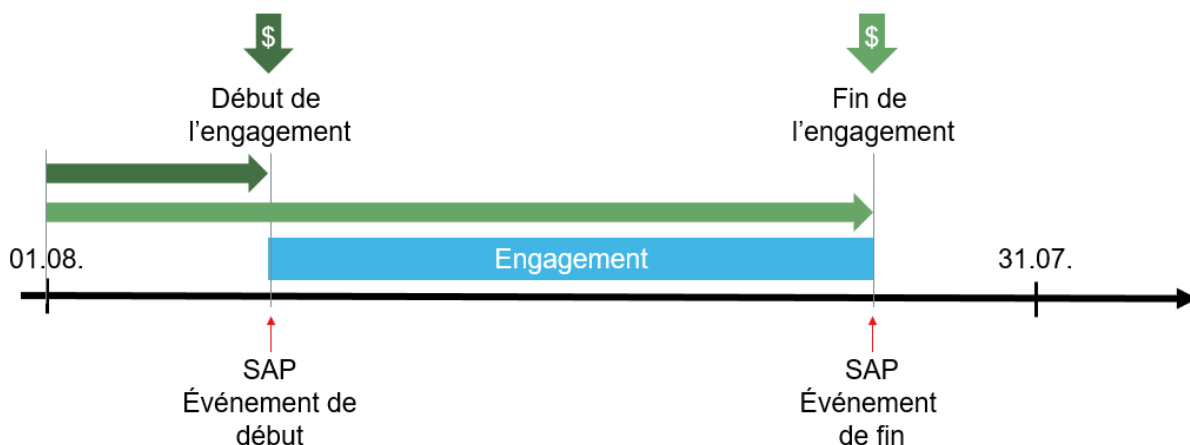 $
$
Début de
l'engagement
Fin de
l'engagement
Engagement
01.08.
31.07.
SAP
Événement de
début
SAP
Événement
de fin